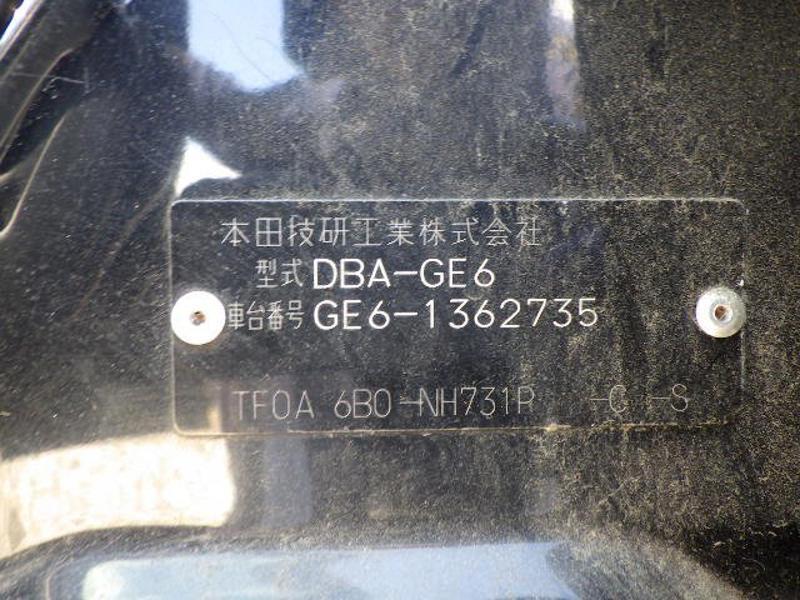 本田技研工業株式会社
型式 DBA-GE6
車台番号 GE6-1362735
TF0A 6B0-NH731P -C -S